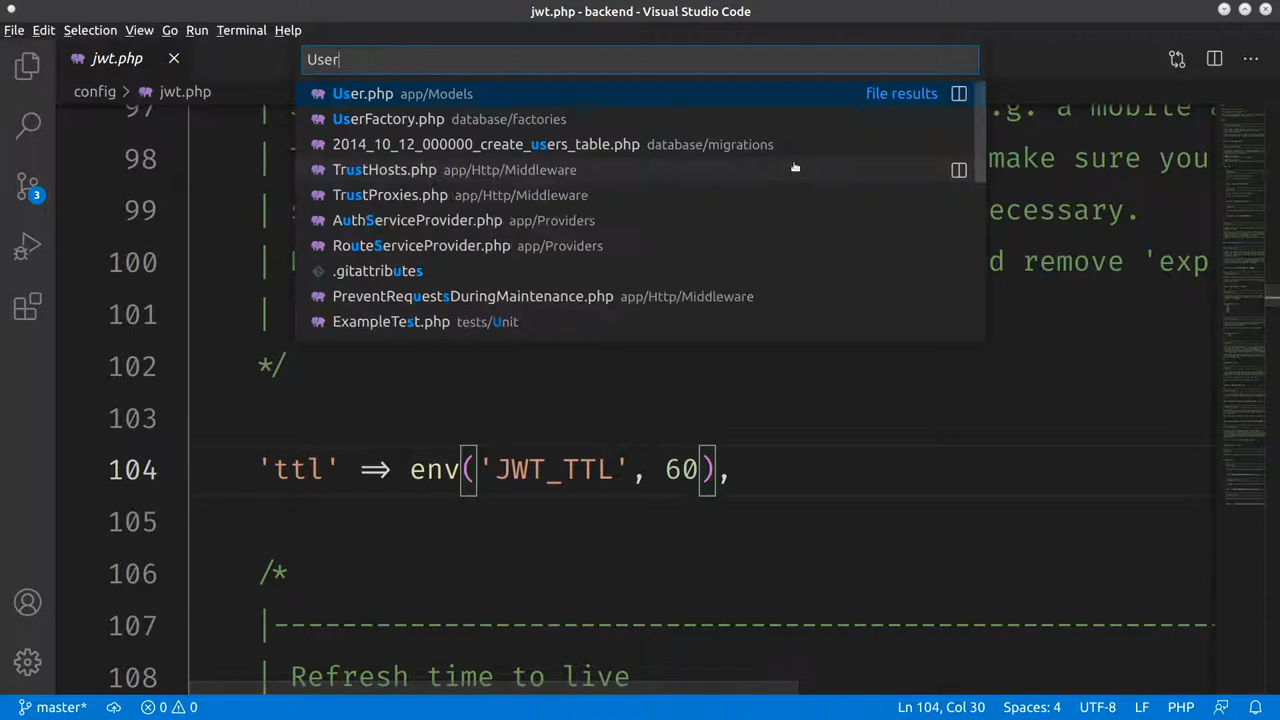 jwt.php - backend - Visual Studio Code
File Edit Selection View Go Run Terminal Help
jwt.php
config > jwt.php
User
User.php app/Models file results
UserFactory.php database/factories
2014_10_12_000000_create_users_table.php database/migrations
TrustHosts.php app/Http/Middleware
TrustProxies.php app/Http/Middleware
AuthServiceProvider.php app/Providers
RouteServiceProvider.php app/Providers
.gitattributes
PreventRequestsDuringMaintenance.php app/Http/Middleware
ExampleTest.php tests/Unit
97 | e.g. a mobile
98 | make sure you
99 | ecessary.
100 | d remove 'exp
101 |
102 */
103
104 'ttl' => env('JWT_TTL', 60),
105
106 /*
107 |--------------------------------------------------------------
108 | Refresh time to live
3
master* 0 0 Ln 104, Col 30 Spaces: 4 UTF-8 LF PHP